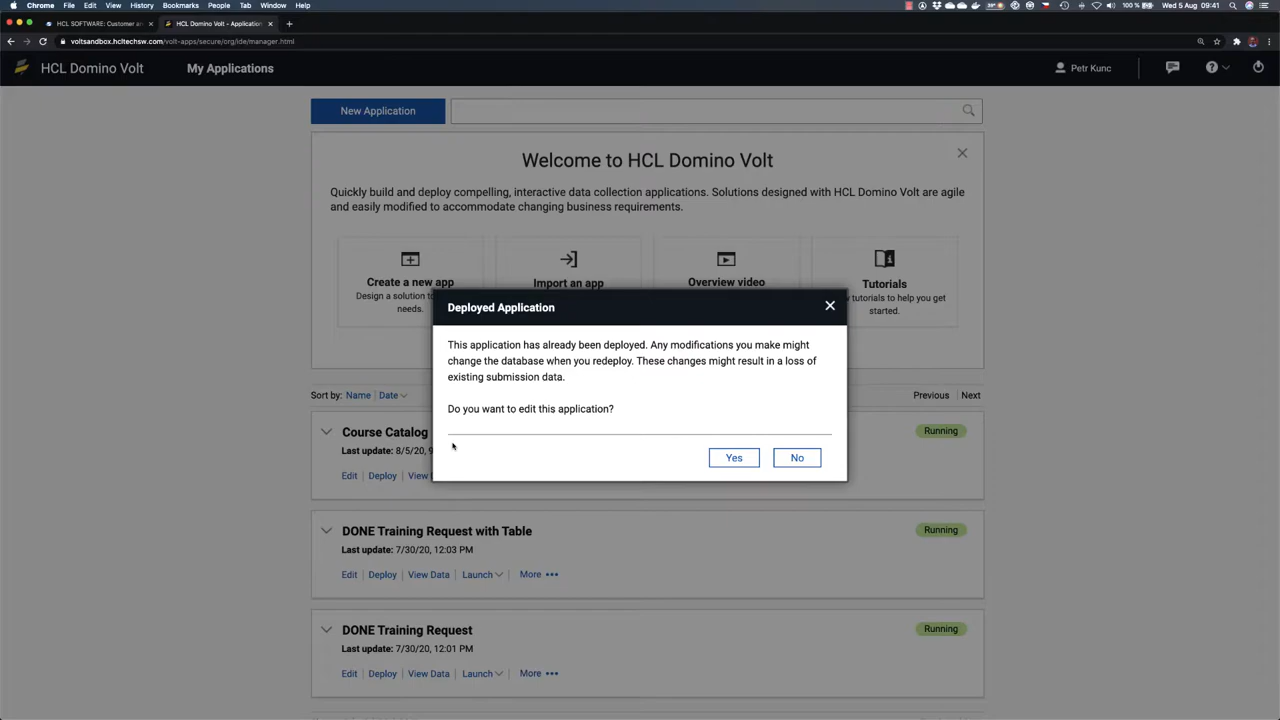 Chrome File Edit View History Bookmarks People Tab Window Help 100 % Wed 5 Aug 09:41
HCL SOFTWARE: Customer an HCL Domino Volt - Application
voltsandbox.hcltechsw.com/volt-apps/secure/org/ide/manager.html
HCL Domino Volt My Applications Petr Kunc
New Application
Welcome to HCL Domino Volt
Quickly build and deploy compelling, interactive data collection applications. Solutions designed with HCL Domino Volt are agile
and easily modified to accommodate changing business requirements.
Create a new app Import an app Overview video Tutorials
Design a solution to
needs.
tutorials to help you get
started.
Deployed Application
This application has already been deployed. Any modifications you make might
change the database when you redeploy. These changes might result in a loss of
existing submission data.
Do you want to edit this application?
Yes No
Sort by: Name | Date Previous Next
Course Catalog Running
Last update: 8/5/20, 9
Edit | Deploy | View
DONE Training Request with Table Running
Last update: 7/30/20, 12:03 PM
Edit | Deploy | View Data | Launch | More •••
DONE Training Request Running
Last update: 7/30/20, 12:01 PM
Edit | Deploy | View Data | Launch | More •••